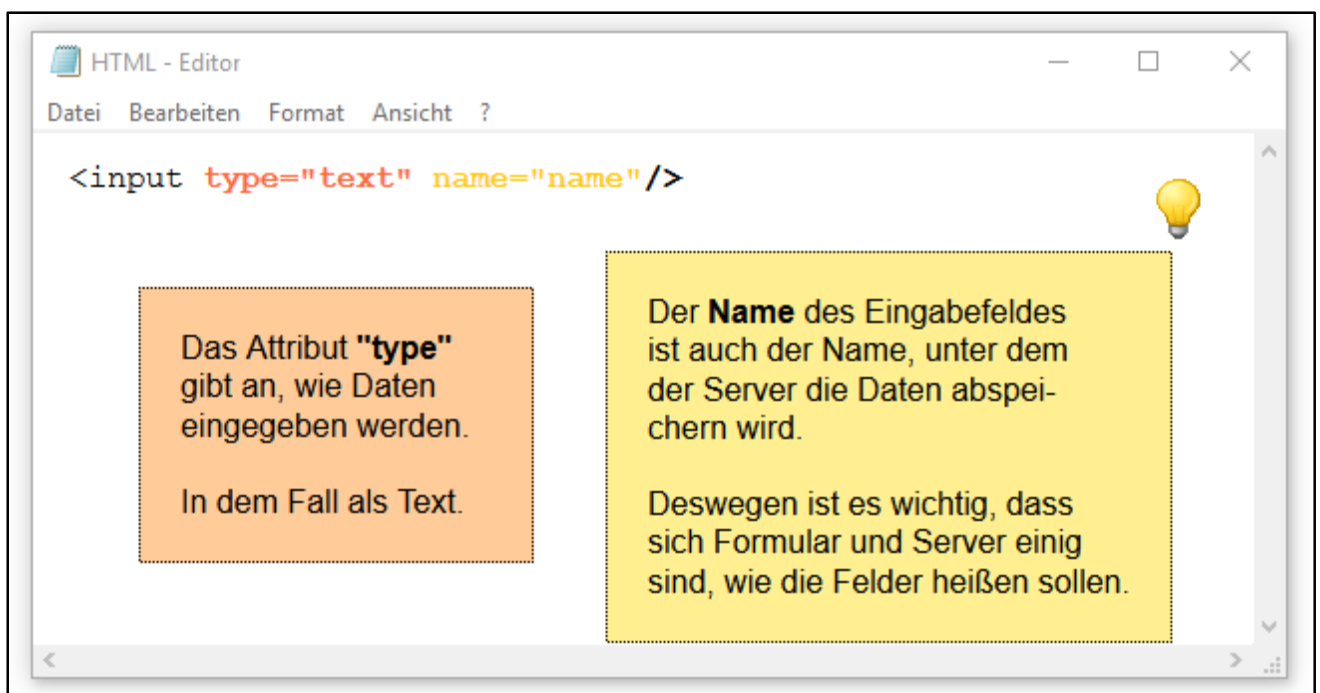 HTML - Editor
Datei Bearbeiten Format Ansicht ?
<input type="text" name="name"/>
Das Attribut "type"
gibt an, wie Daten
eingegeben werden.
In dem Fall als Text.
Der Name des Eingabefeldes
ist auch der Name, unter dem
der Server die Daten abspei-
chern wird.
Deswegen ist es wichtig, dass
sich Formular und Server einig
sind, wie die Felder heißen sollen.